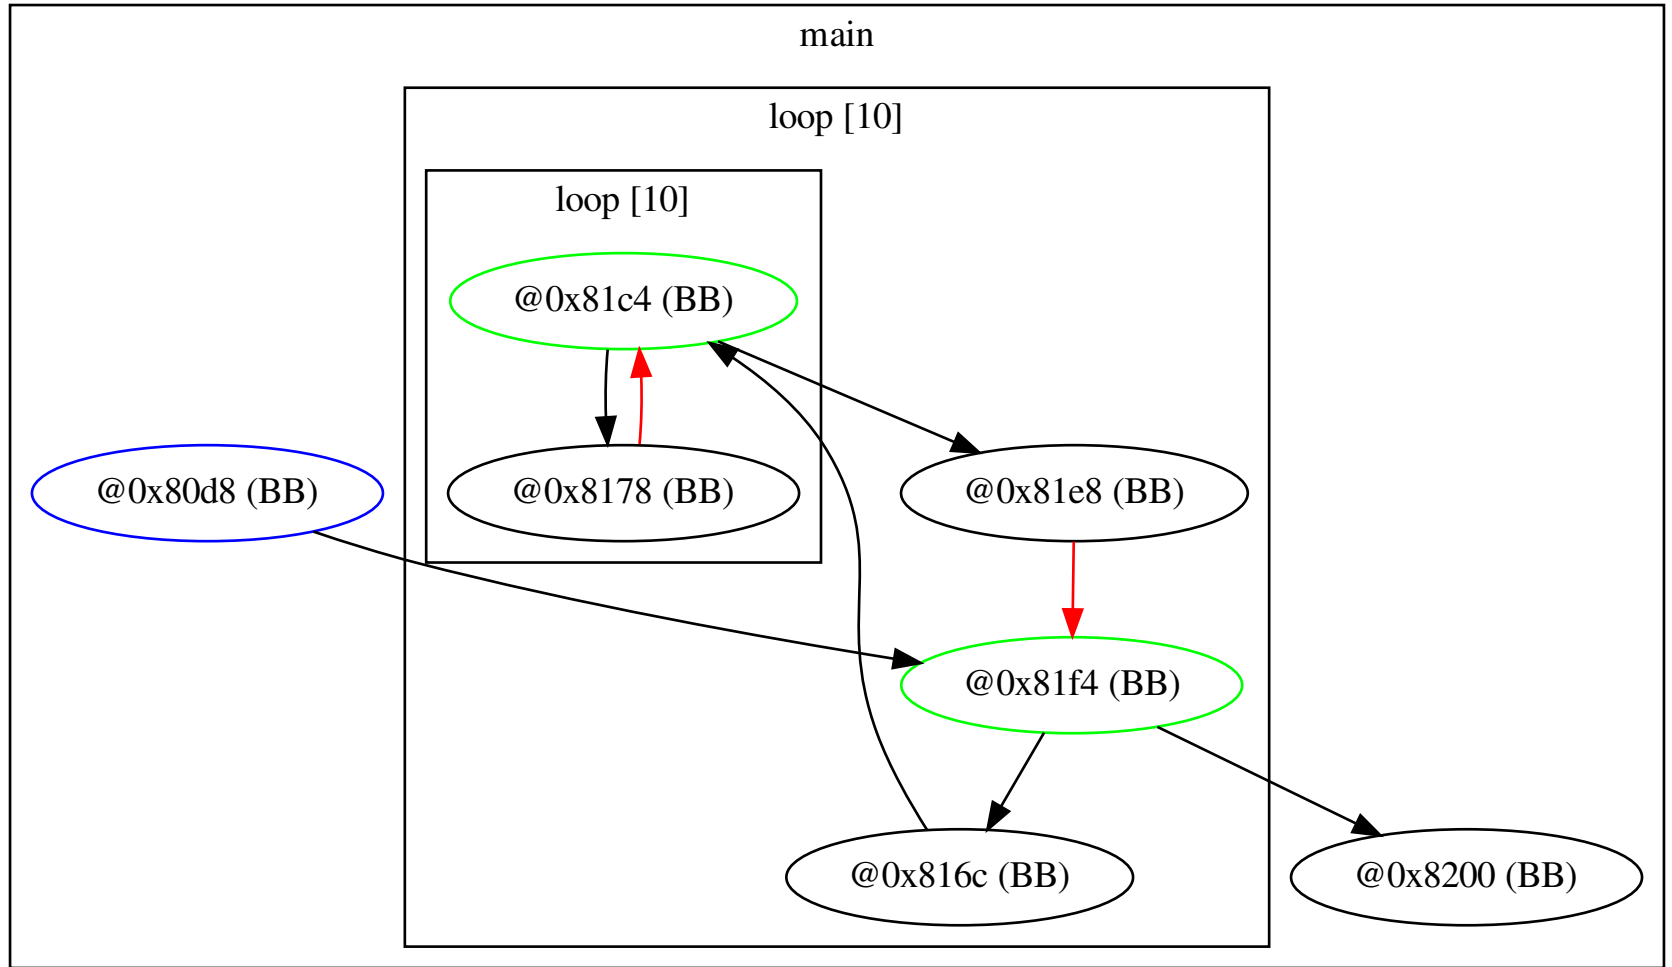 main
loop [10]
loop [10]
@0x81c4 (BB)
@0x80d8 (BB)
@0x8178 (BB)
@0x81e8 (BB)
@0x81f4 (BB)
@0x816c (BB)
@0x8200 (BB)